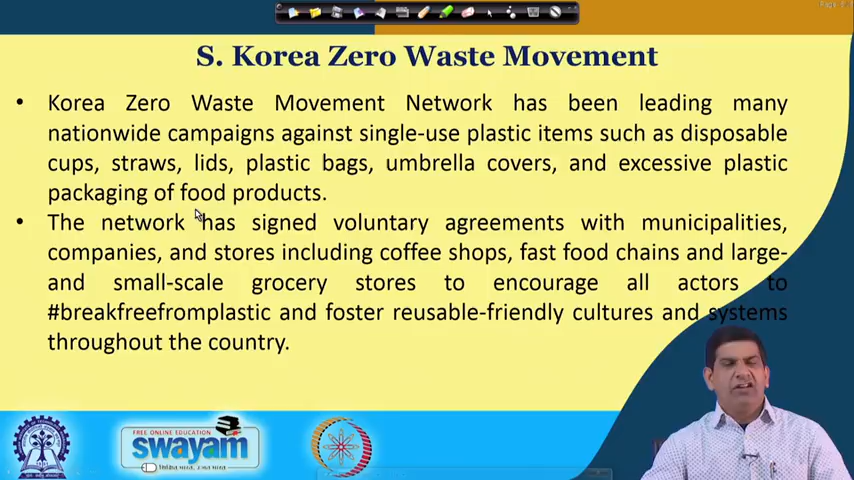 S. Korea Zero Waste Movement
• Korea Zero Waste Movement Network has been leading many
nationwide campaigns against single-use plastic items such as disposable
cups, straws, lids, plastic bags, umbrella covers, and excessive plastic
packaging of food products.
• The network has signed voluntary agreements with municipalities,
companies, and stores including coffee shops, fast food chains and large-
and small-scale grocery stores to encourage all actors to
#breakfreefromplastic and foster reusable-friendly cultures and systems
throughout the country.
FREE ONLINE EDUCATION
swayam